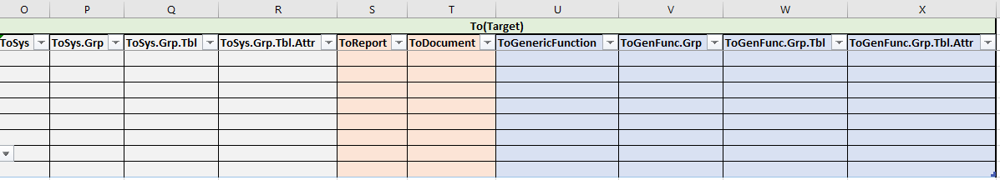 O P Q R S T U V W X
To(Target)
ToSys ToSys.Grp ToSys.Grp.Tbl ToSys.Grp.Tbl.Attr ToReport ToDocument ToGenericFunction ToGenFunc.Grp ToGenFunc.Grp.Tbl ToGenFunc.Grp.Tbl.Attr